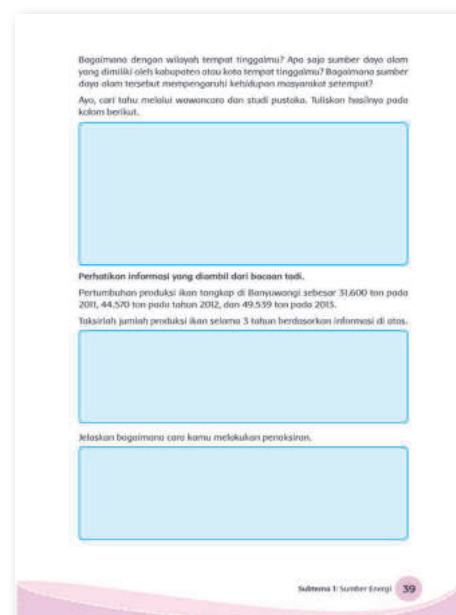 Bagaimana dengan wilayah tempat tinggalmu? Apa saja sumber daya alam
yang dimiliki oleh kabupaten atau kota tempat tinggalmu? Bagaimana sumber
daya alam tersebut mempengaruhi kehidupan masyarakat setempat?
Ayo, cari tahu melalui wawancara dan studi pustaka. Tuliskan hasilnya pada
kolom berikut.
Perhatikan informasi yang diambil dari bacaan tadi.
Pertumbuhan produksi ikan tangkap di Banyuwangi sebesar 31.600 ton pada
2011, 44.570 ton pada tahun 2012, dan 49.539 ton pada 2013.
Taksirlah jumlah produksi ikan selama 3 tahun berdasarkan informasi di atas.
Jelaskan bagaimana cara kamu melakukan penaksiran.
Subtema 1: Sumber Energi 39